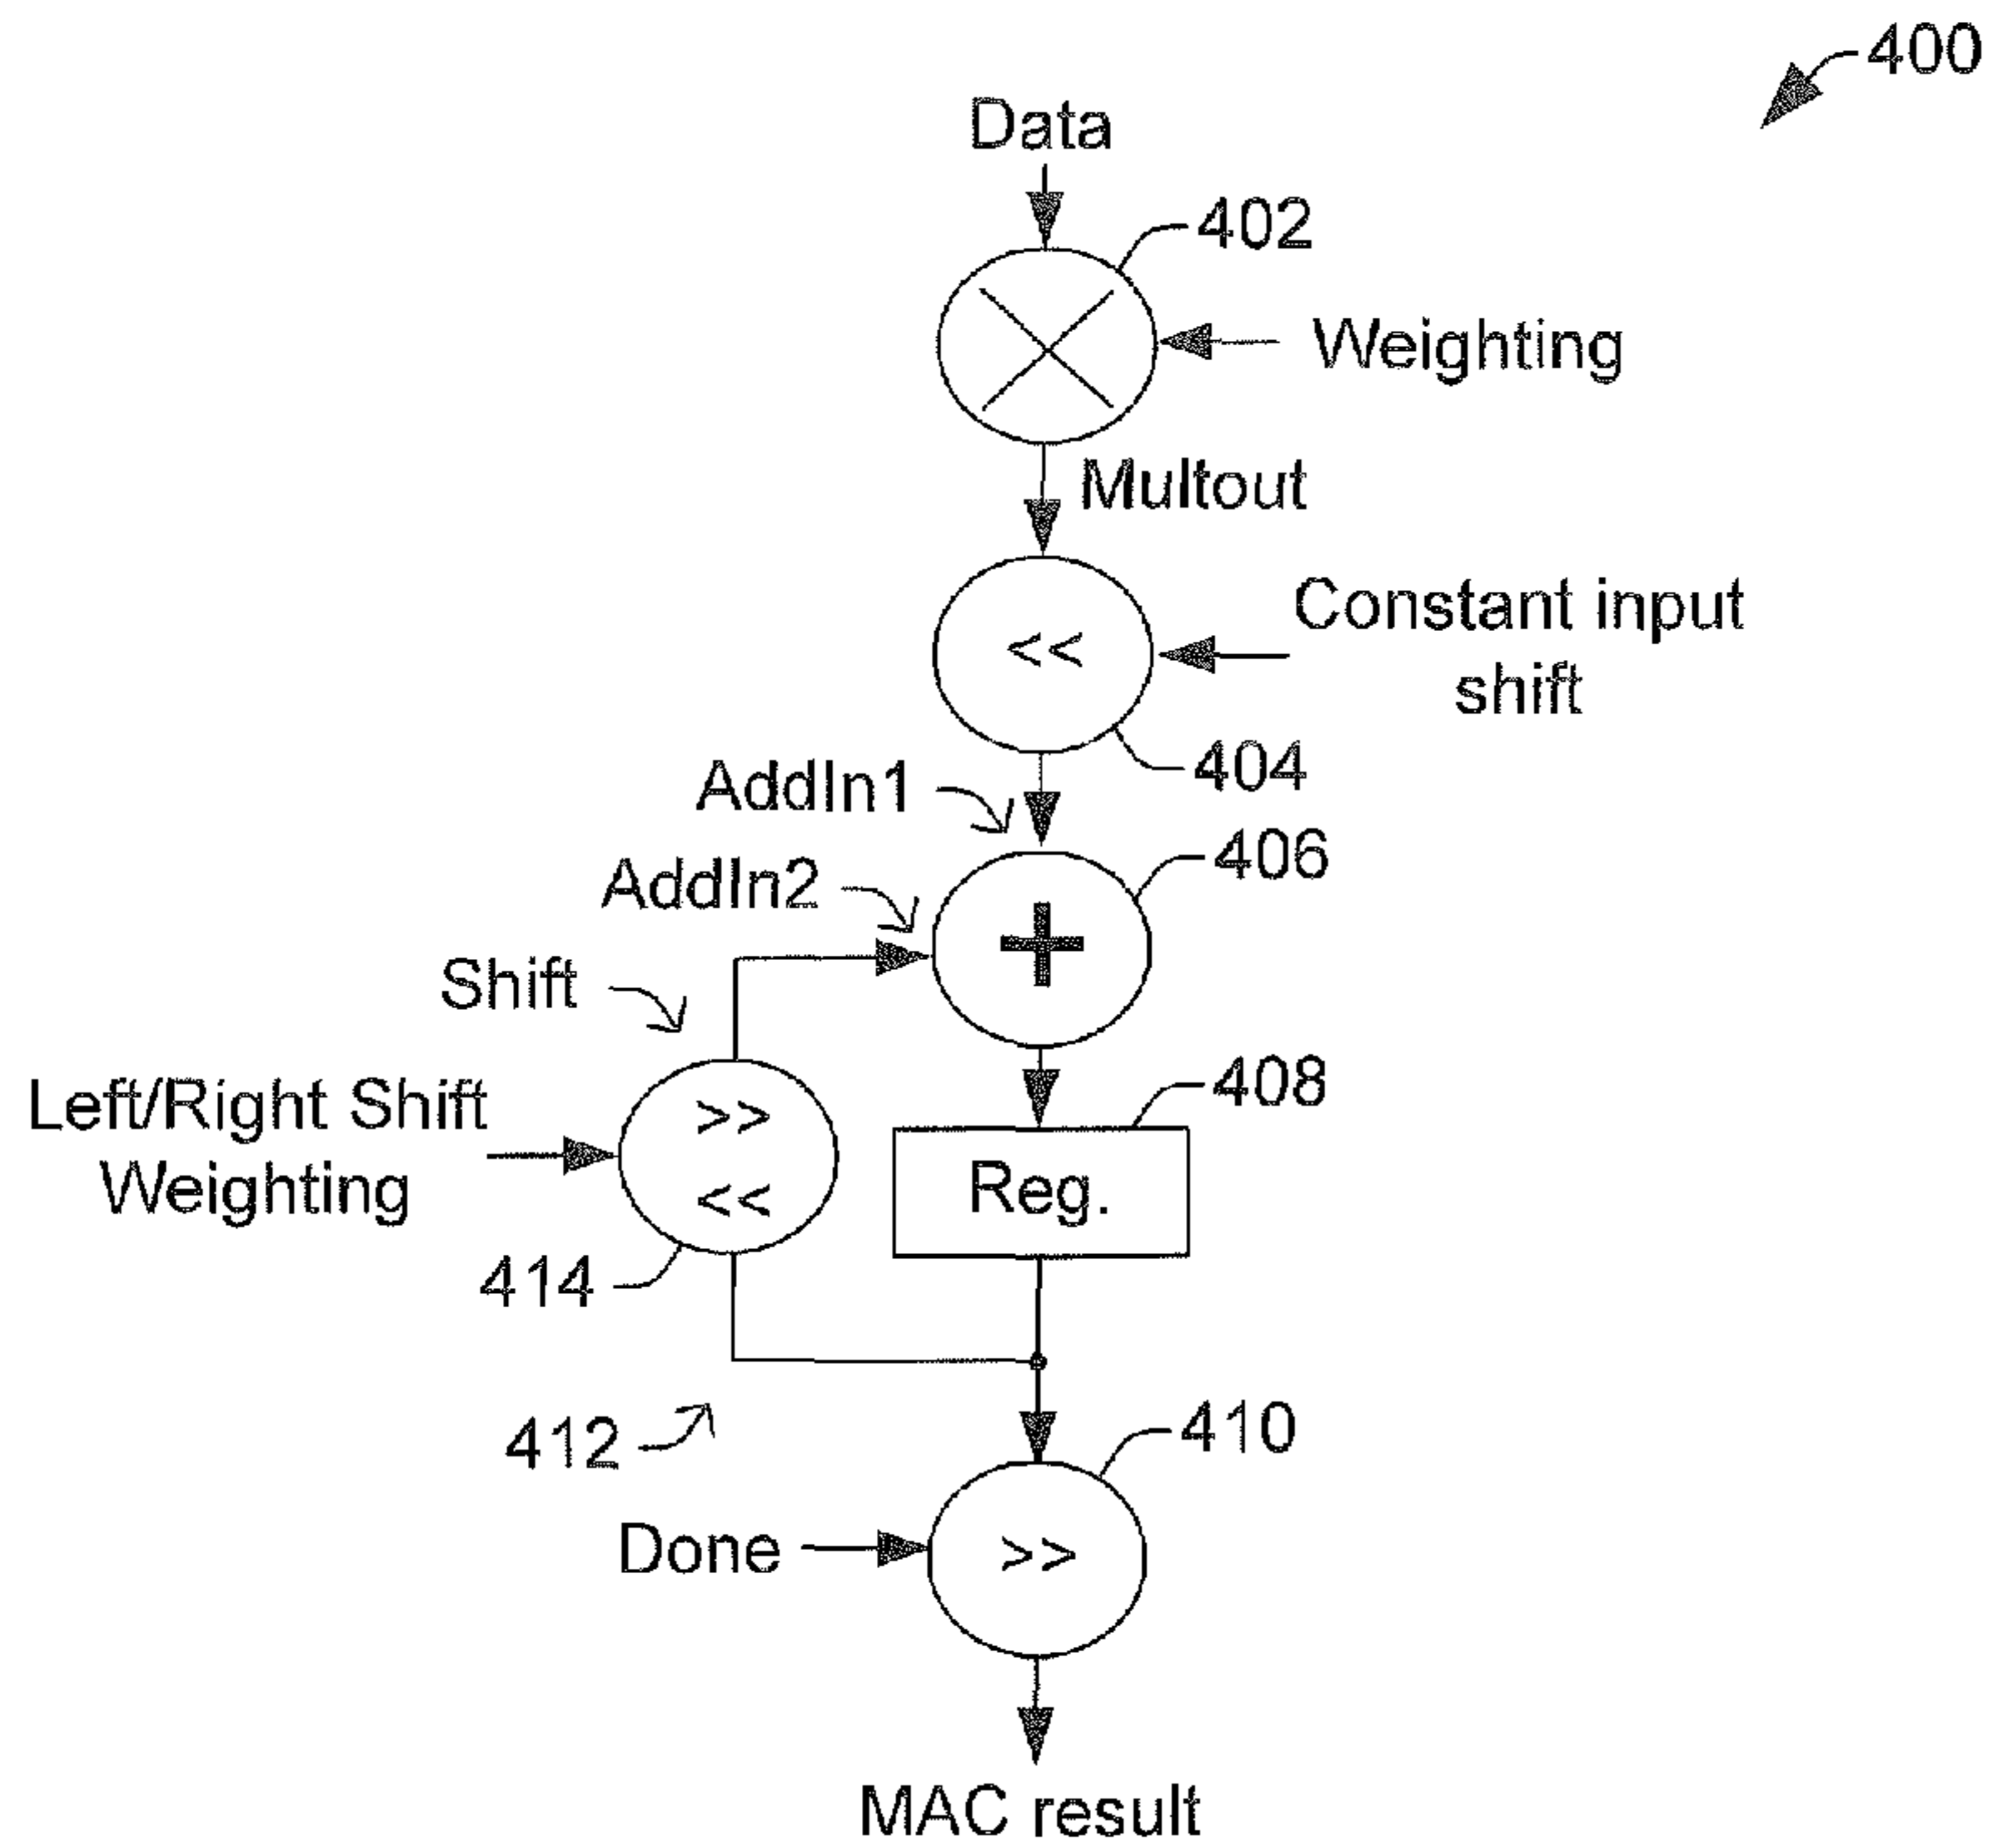 400
Data
402
Weighting
Multout
<<
Constant input
shift
404
AddIn1
406
AddIn2
+
Shift
408
Left/Right Shift
Weighting
>>
<<
Reg.
414
412
410
Done
>>
MAC result